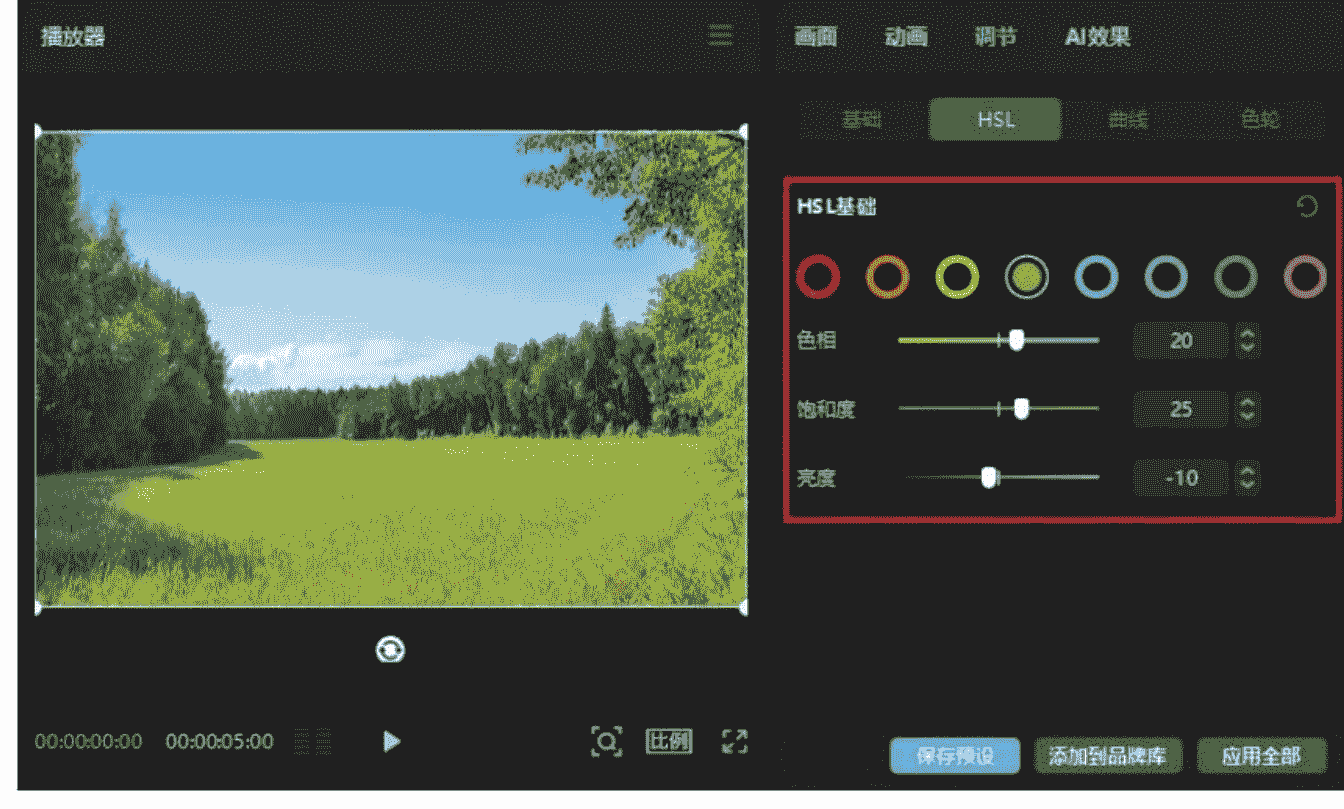 播放器
画面 动画 调节 AI效果
基础 HSL 曲线 色轮
HSL基础
色相 20
饱和度 25
亮度 -10
00:00:00:00 00:00:05:00 比例
保存预设 添加到品牌库 应用全部